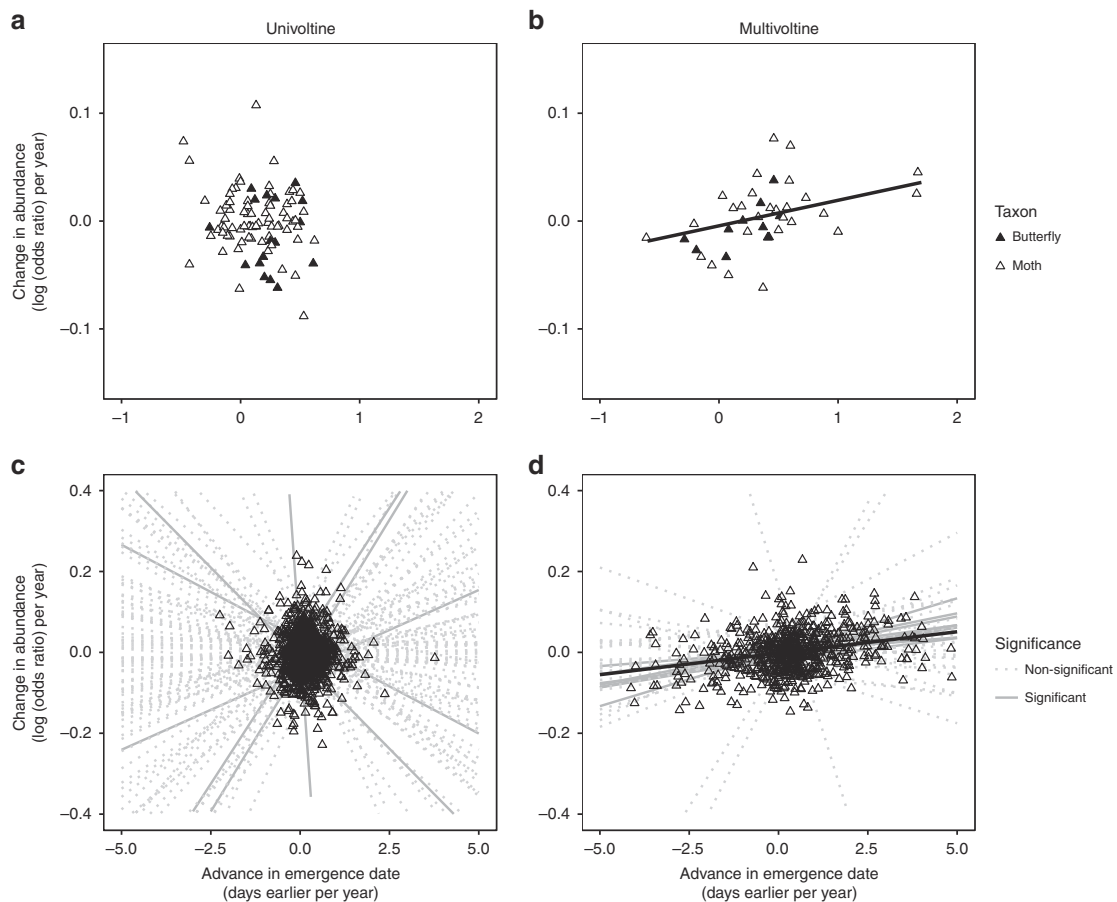 a
Univoltine
b
Multivoltine
Change in abundance
(log (odds ratio) per year)
0.1
0.0
–0.1
–1
0
1
2
0.1
0.0
–0.1
–1
0
1
2
Taxon
Butterfly
Moth
c
d
Change in abundance
(log (odds ratio) per year)
0.4
0.2
0.0
–0.2
–0.4
–5.0
–2.5
0.0
2.5
5.0
Advance in emergence date
(days earlier per year)
0.4
0.2
0.0
–0.2
–0.4
–5.0
–2.5
0.0
2.5
5.0
Advance in emergence date
(days earlier per year)
Significance
Non-significant
Significant